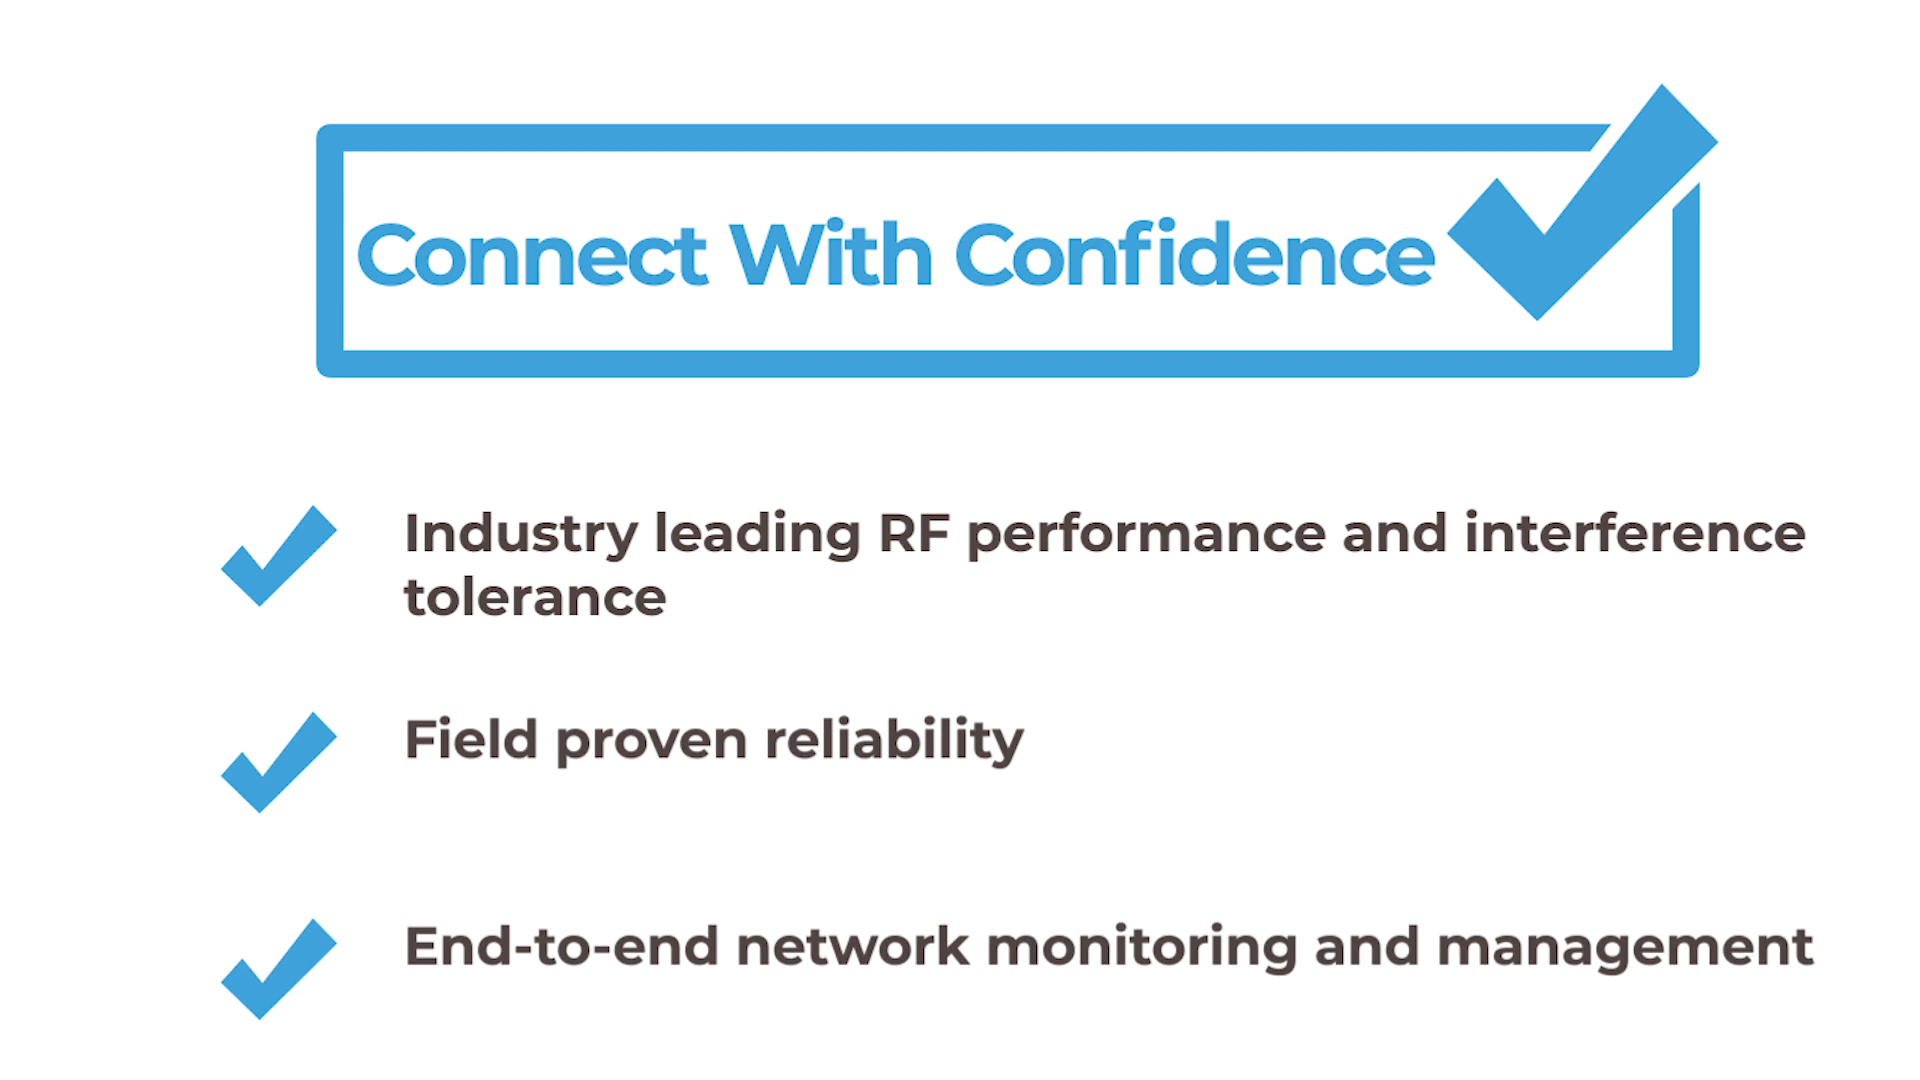 Connect With Confidence
Industry leading RF performance and interference
tolerance
Field proven reliability
End-to-end network monitoring and management